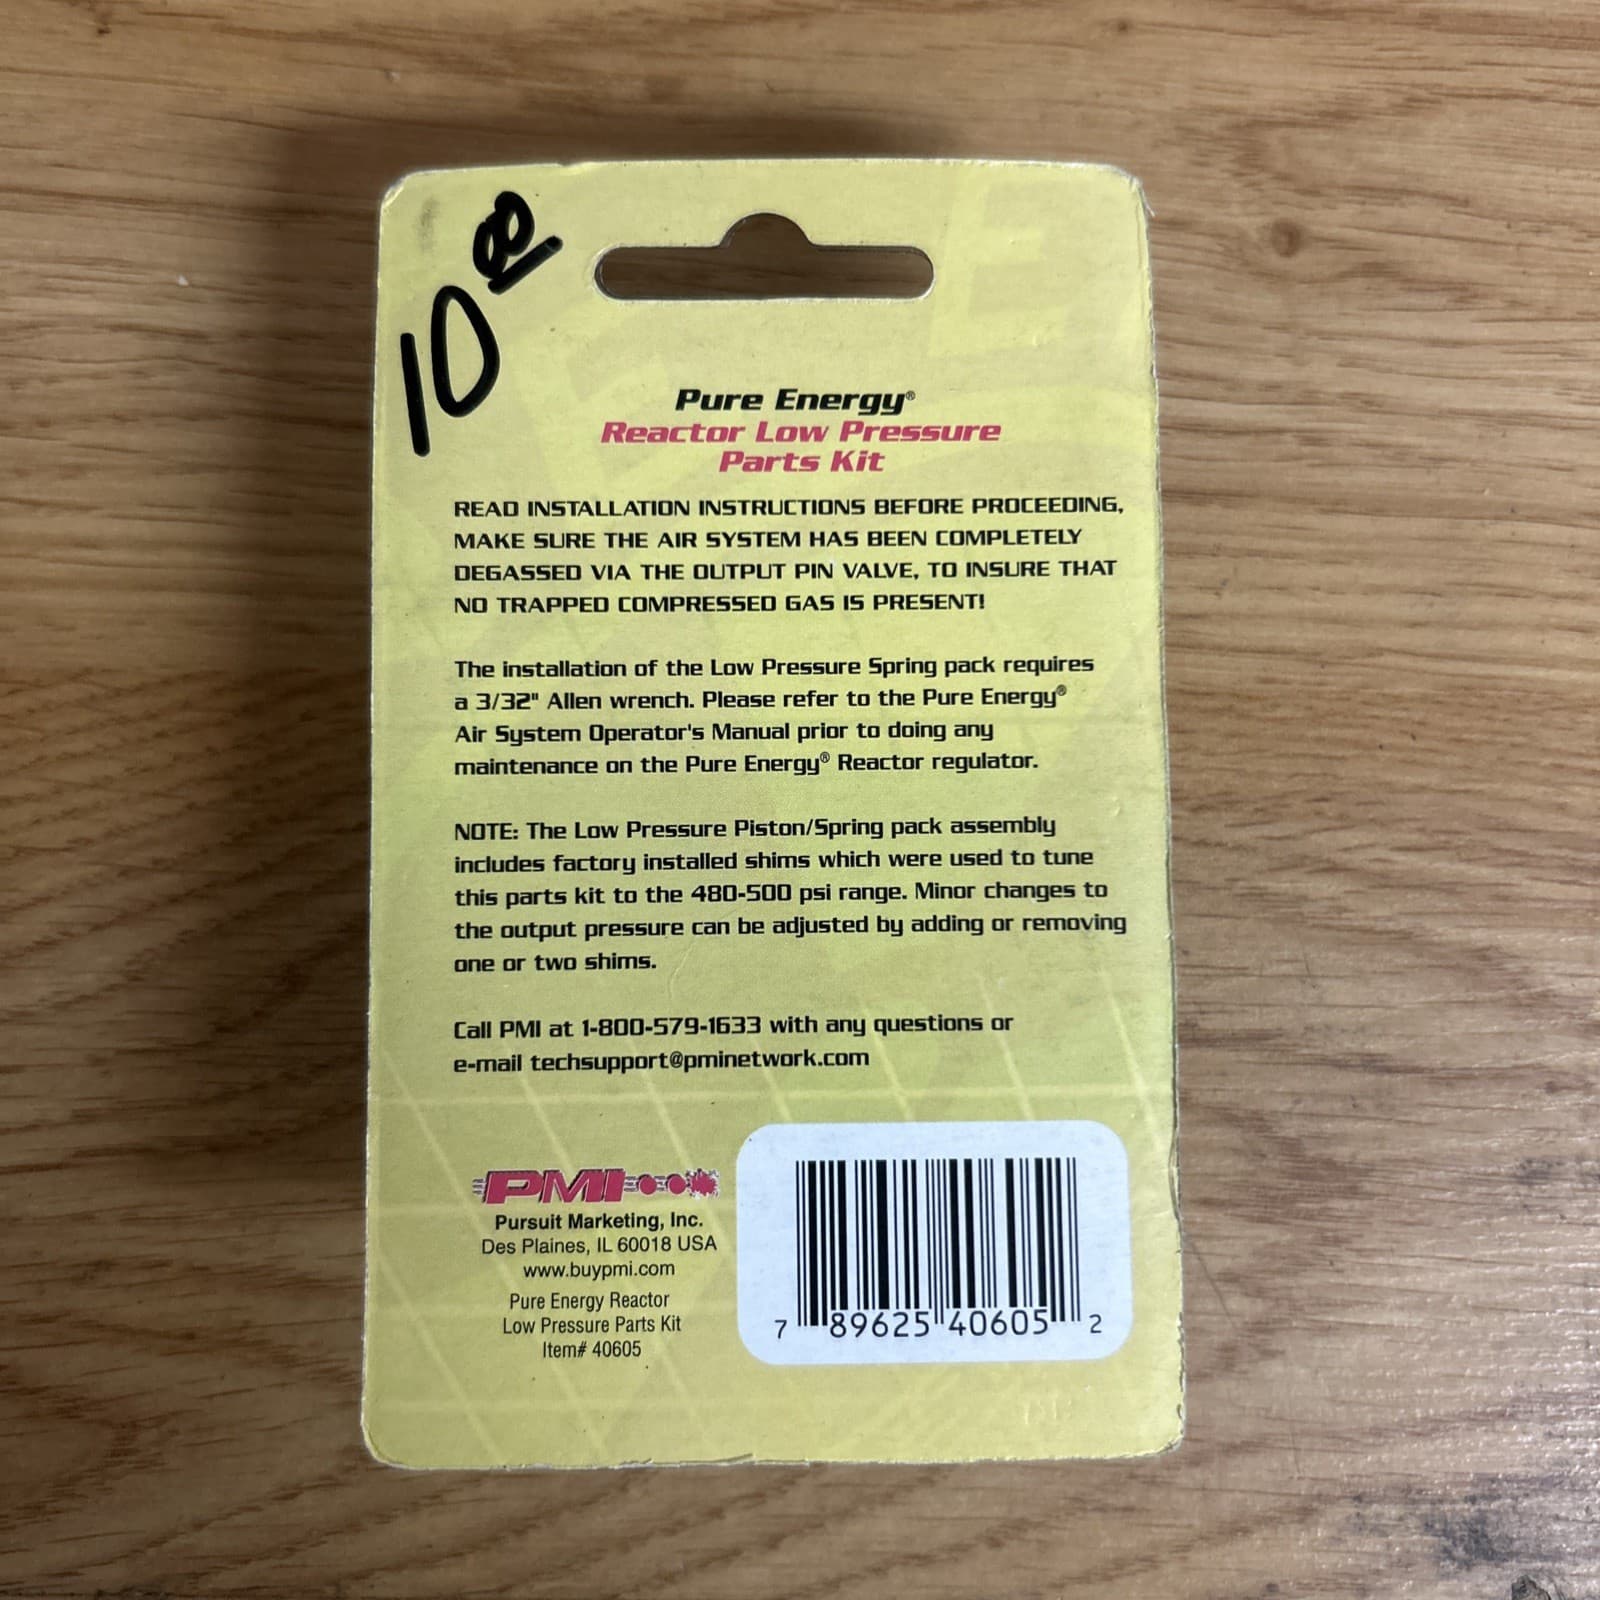 10.00
Pure Energy®
Reactor Low Pressure
Parts Kit
READ INSTALLATION INSTRUCTIONS BEFORE PROCEEDING,
MAKE SURE THE AIR SYSTEM HAS BEEN COMPLETELY
DEGASSED VIA THE OUTPUT PIN VALVE, TO INSURE THAT
NO TRAPPED COMPRESSED GAS IS PRESENT!
The installation of the Low Pressure Spring pack requires
a 3/32" Allen wrench. Please refer to the Pure Energy®
Air System Operator's Manual prior to doing any
maintenance on the Pure Energy® Reactor regulator.
NOTE: The Low Pressure Piston/Spring pack assembly
includes factory installed shims which were used to tune
this parts kit to the 480-500 psi range. Minor changes to
the output pressure can be adjusted by adding or removing
one or two shims.
Call PMI at 1-800-579-1633 with any questions or
e-mail techsupport@pminetwork.com
PMI
Pursuit Marketing, Inc.
Des Plaines, IL 60018 USA
www.buypmi.com
Pure Energy Reactor
Low Pressure Parts Kit
Item# 40605
7 89625 40605 2